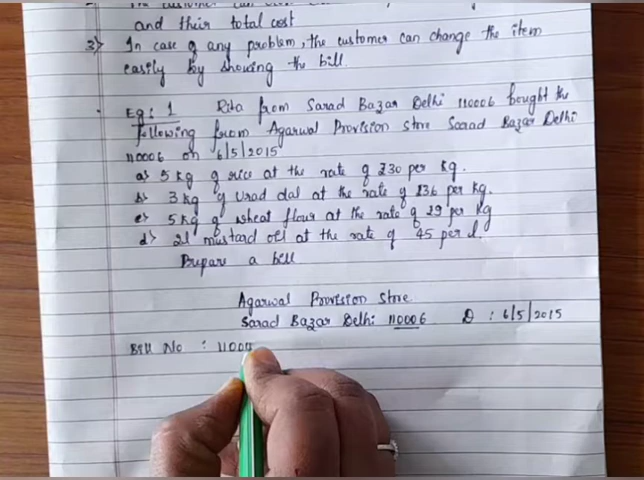 and their total cost
3) In case of any problem, the customer can change the item
easily by showing the bill
Eg: 1 Rita from Sarad Bazar Delhi 110006 bought the
following from Agarwal Provision Store Sarad Bazar Delhi
110006 on 6/5/2015
a) 5 kg of rice at the rate of ₹30 per kg.
b) 3 kg of Urad dal at the rate of ₹36 per kg.
c) 5 kg of wheat flour at the rate of 29 per kg
d) 2l mustard oil at the rate of 45 per l.
Prepare a bill
Agarwal Provision Store
Sarad Bazar Delhi 110006 D : 6/5/2015
Bill No : 1100